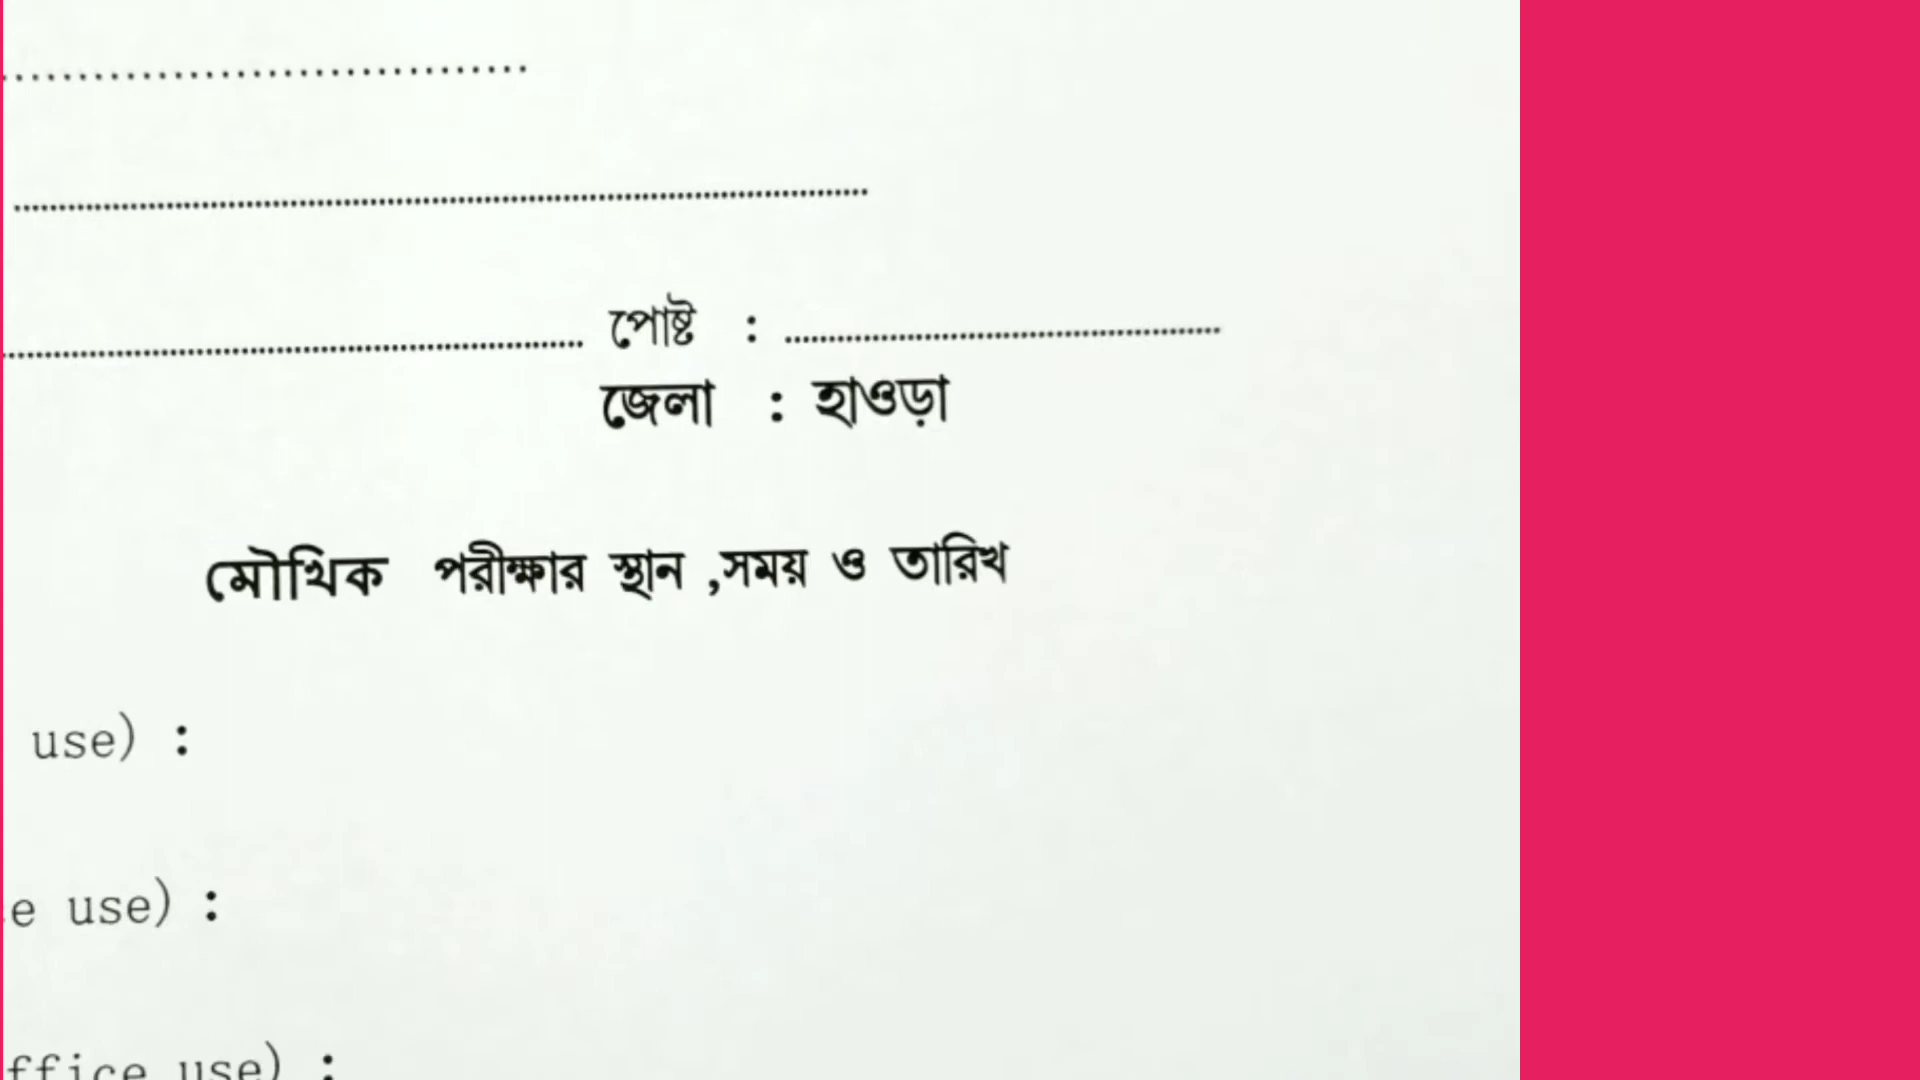 ................................
................................................................................
................................................................ পোষ্ট : ................................................
জেলা : হাওড়া
মৌখিক পরীক্ষার স্থান ,সময় ও তারিখ
use) :
e use) :
ffice use) :